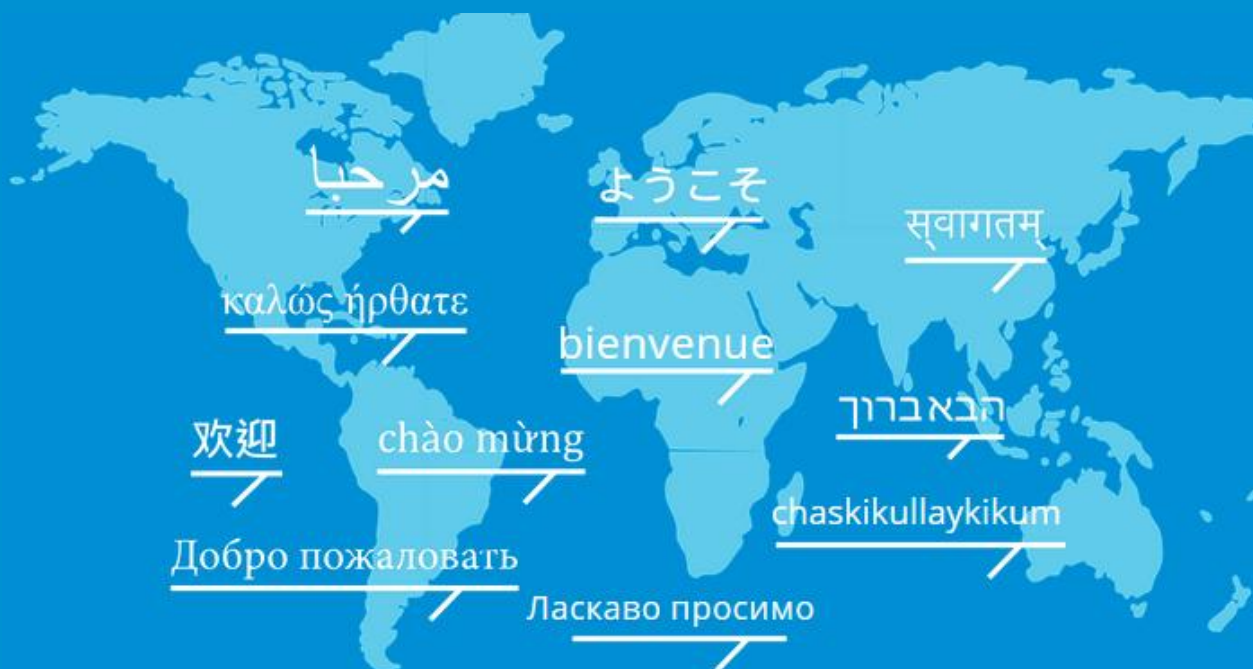 مرحبا
ようこそ
स्वागतम्
καλώς ήρθατε
bienvenue
הבאברוך
欢迎
chào mừng
chaskikullaykikum
Добро пожаловать
Ласкаво просимо